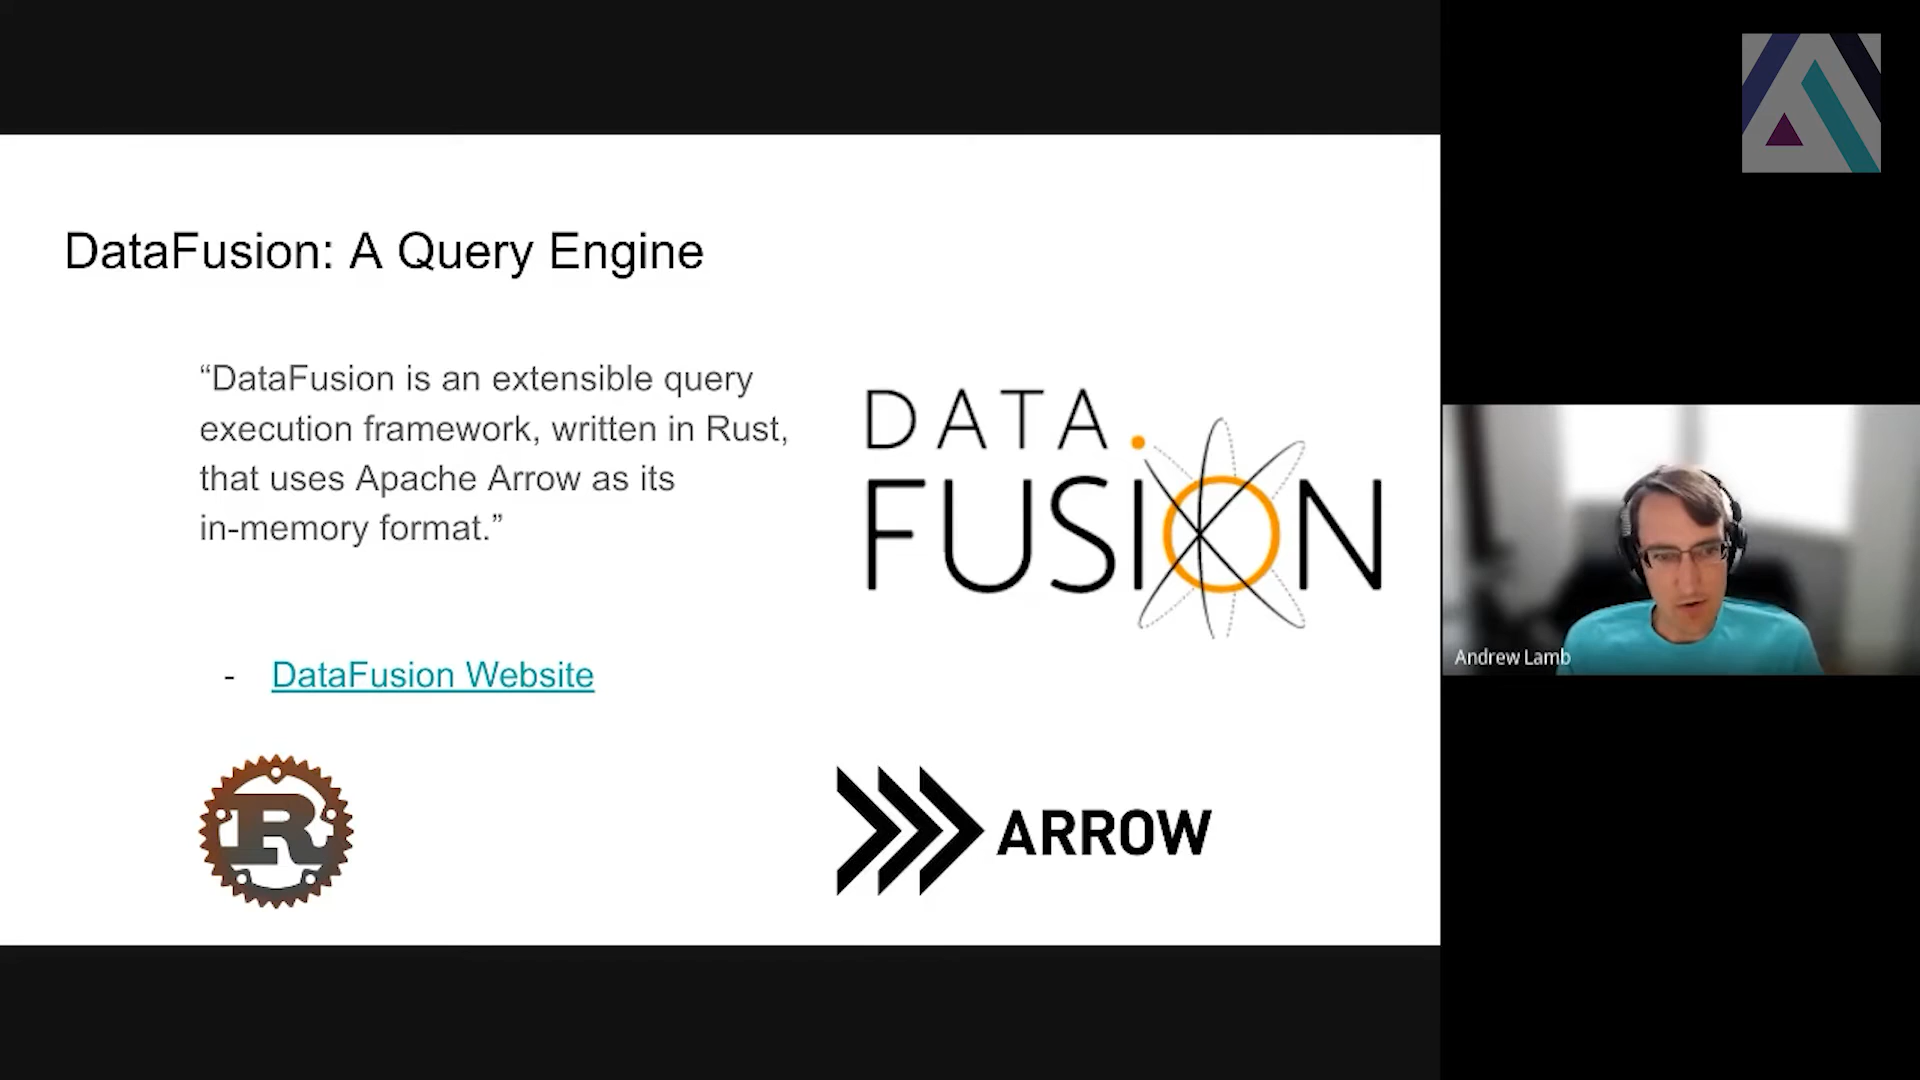 DataFusion: A Query Engine
“DataFusion is an extensible query
execution framework, written in Rust,
that uses Apache Arrow as its
in-memory format.”
- DataFusion Website
DATA
FUSION
R
ARROW
Andrew Lamb